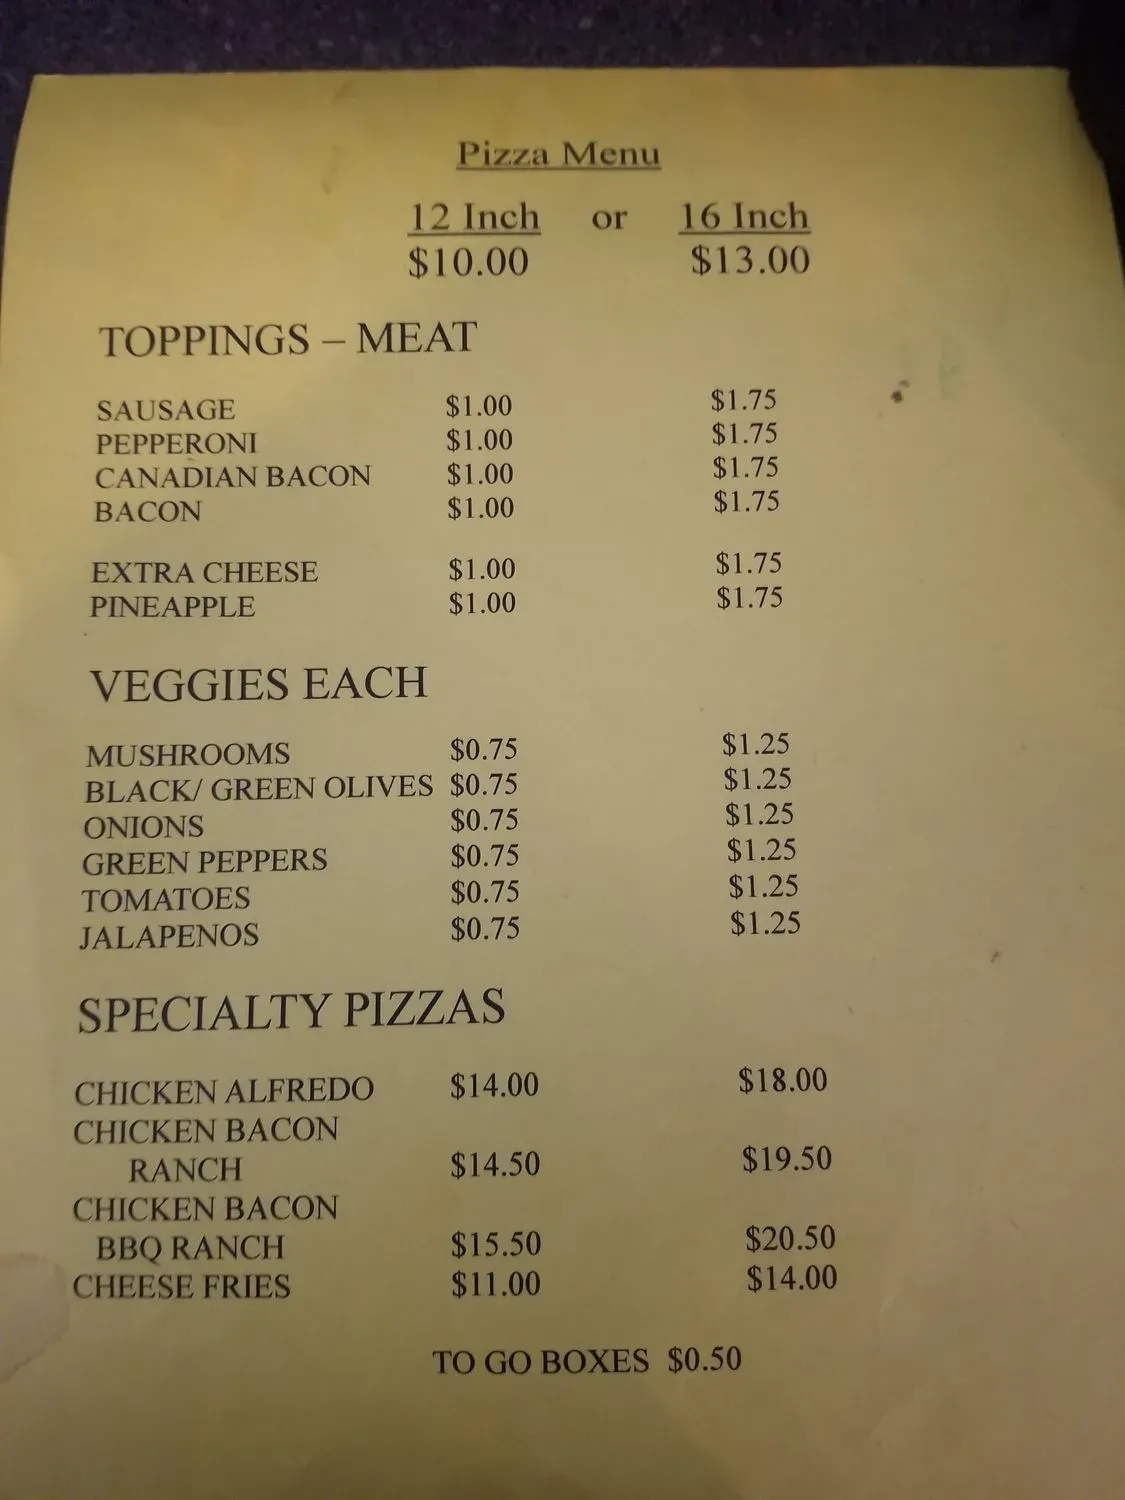 Pizza Menu
12 Inch or 16 Inch
$10.00 $13.00
TOPPINGS – MEAT
SAUSAGE $1.00 $1.75
PEPPERONI $1.00 $1.75
CANADIAN BACON $1.00 $1.75
BACON $1.00 $1.75
EXTRA CHEESE $1.00 $1.75
PINEAPPLE $1.00 $1.75
VEGGIES EACH
MUSHROOMS $0.75 $1.25
BLACK/ GREEN OLIVES $0.75 $1.25
ONIONS $0.75 $1.25
GREEN PEPPERS $0.75 $1.25
TOMATOES $0.75 $1.25
JALAPENOS $0.75 $1.25
SPECIALTY PIZZAS
CHICKEN ALFREDO $14.00 $18.00
CHICKEN BACON
RANCH $14.50 $19.50
CHICKEN BACON
BBQ RANCH $15.50 $20.50
CHEESE FRIES $11.00 $14.00
TO GO BOXES $0.50